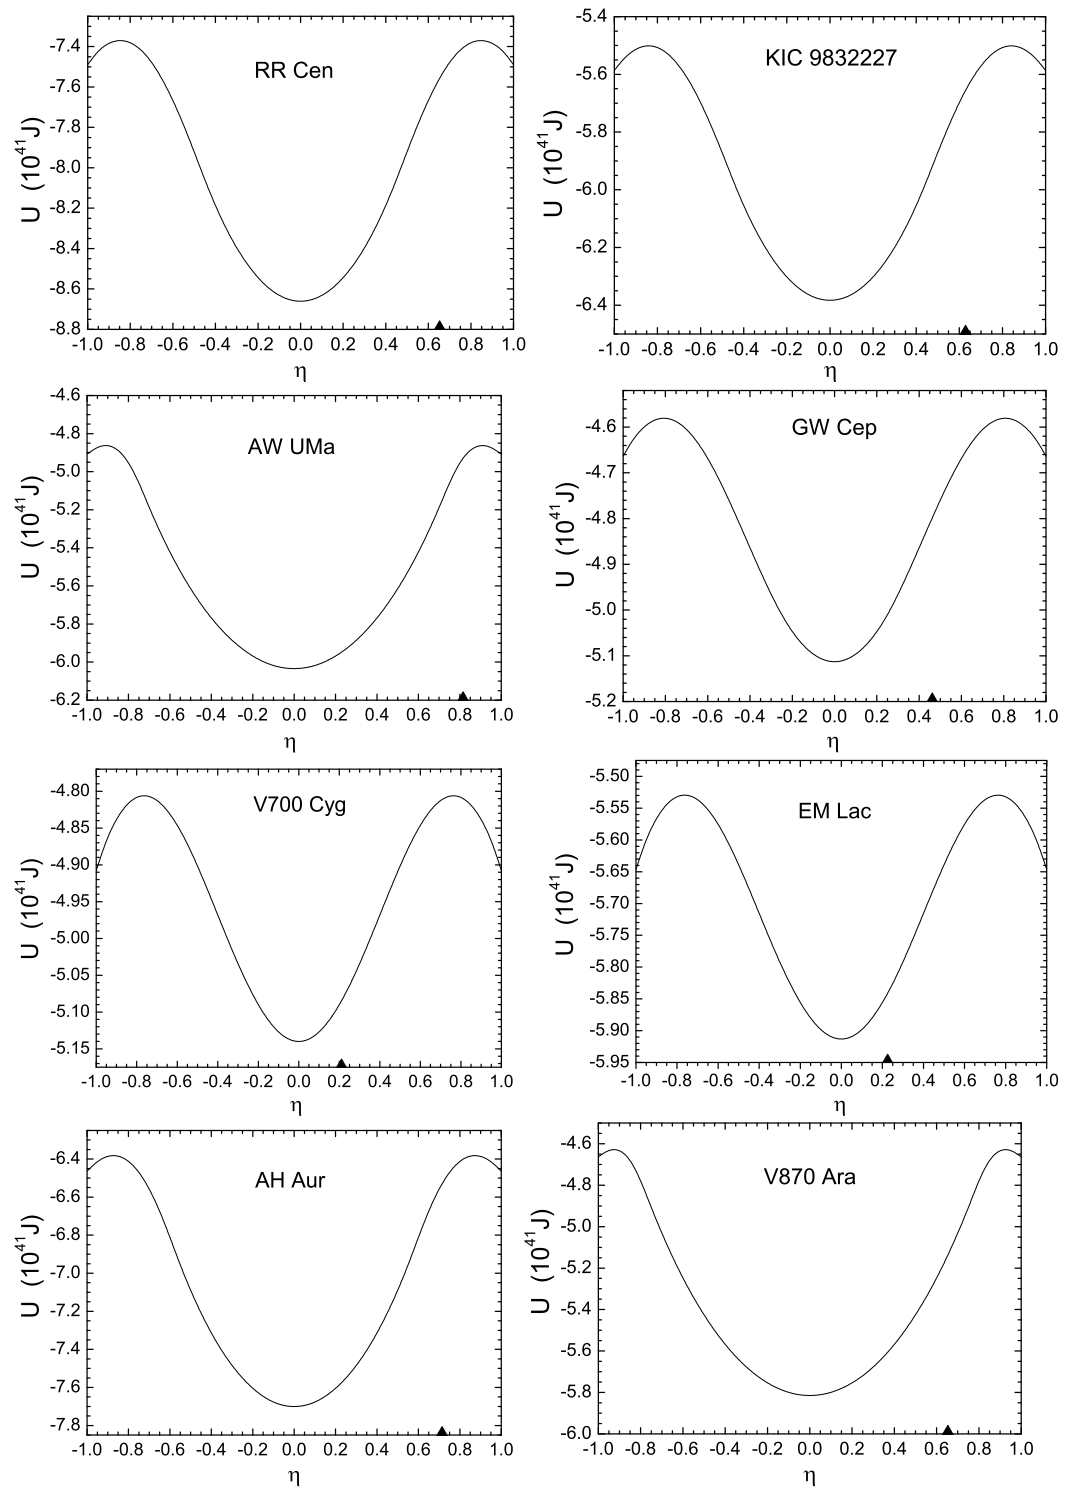 RR Cen
U (10^41 J)
-7.4
-7.6
-7.8
-8.0
-8.2
-8.4
-8.6
-8.8
-1.0 -0.8 -0.6 -0.4 -0.2 0.0 0.2 0.4 0.6 0.8 1.0
η
KIC 9832227
U (10^41 J)
-5.4
-5.6
-5.8
-6.0
-6.2
-6.4
-1.0 -0.8 -0.6 -0.4 -0.2 0.0 0.2 0.4 0.6 0.8 1.0
η
AW UMa
U (10^41 J)
-4.6
-4.8
-5.0
-5.2
-5.4
-5.6
-5.8
-6.0
-6.2
-1.0 -0.8 -0.6 -0.4 -0.2 0.0 0.2 0.4 0.6 0.8 1.0
η
GW Cep
U (10^41 J)
-4.6
-4.7
-4.8
-4.9
-5.0
-5.1
-5.2
-1.0 -0.8 -0.6 -0.4 -0.2 0.0 0.2 0.4 0.6 0.8 1.0
η
V700 Cyg
U (10^41 J)
-4.80
-4.85
-4.90
-4.95
-5.00
-5.05
-5.10
-5.15
-1.0 -0.8 -0.6 -0.4 -0.2 0.0 0.2 0.4 0.6 0.8 1.0
η
EM Lac
U (10^41 J)
-5.50
-5.55
-5.60
-5.65
-5.70
-5.75
-5.80
-5.85
-5.90
-5.95
-1.0 -0.8 -0.6 -0.4 -0.2 0.0 0.2 0.4 0.6 0.8 1.0
η
AH Aur
U (10^41 J)
-6.4
-6.6
-6.8
-7.0
-7.2
-7.4
-7.6
-7.8
-1.0 -0.8 -0.6 -0.4 -0.2 0.0 0.2 0.4 0.6 0.8 1.0
η
V870 Ara
U (10^41 J)
-4.6
-4.8
-5.0
-5.2
-5.4
-5.6
-5.8
-6.0
-1.0 -0.8 -0.6 -0.4 -0.2 0.0 0.2 0.4 0.6 0.8 1.0
η